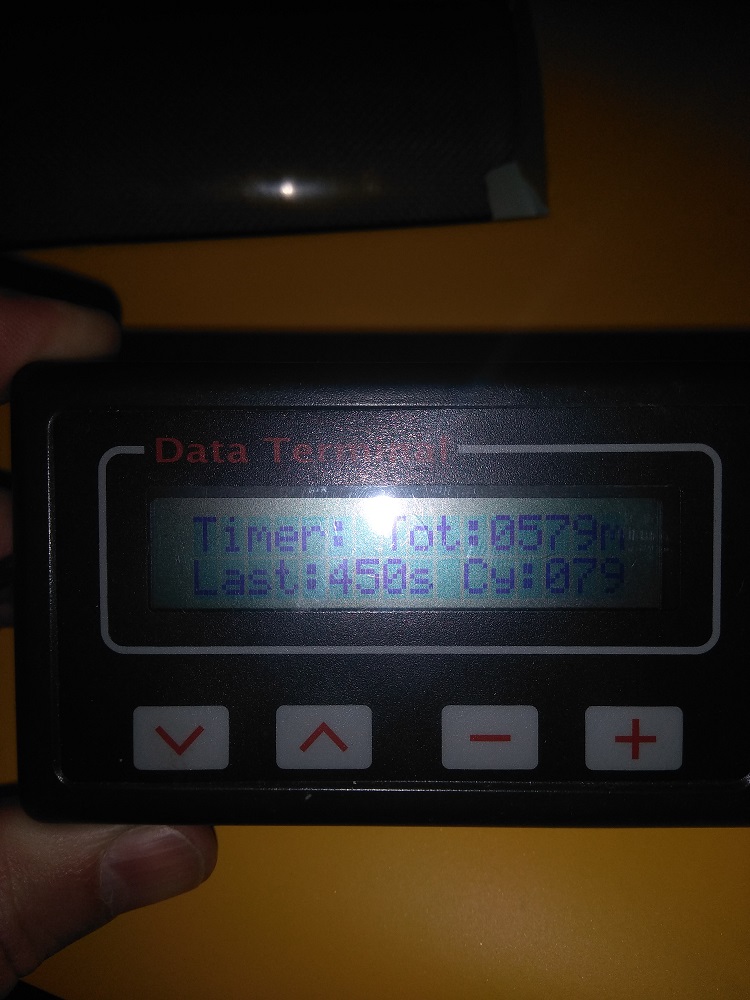 Data Terminal
Timer: Tot:0579m
Last:450s Cy:079